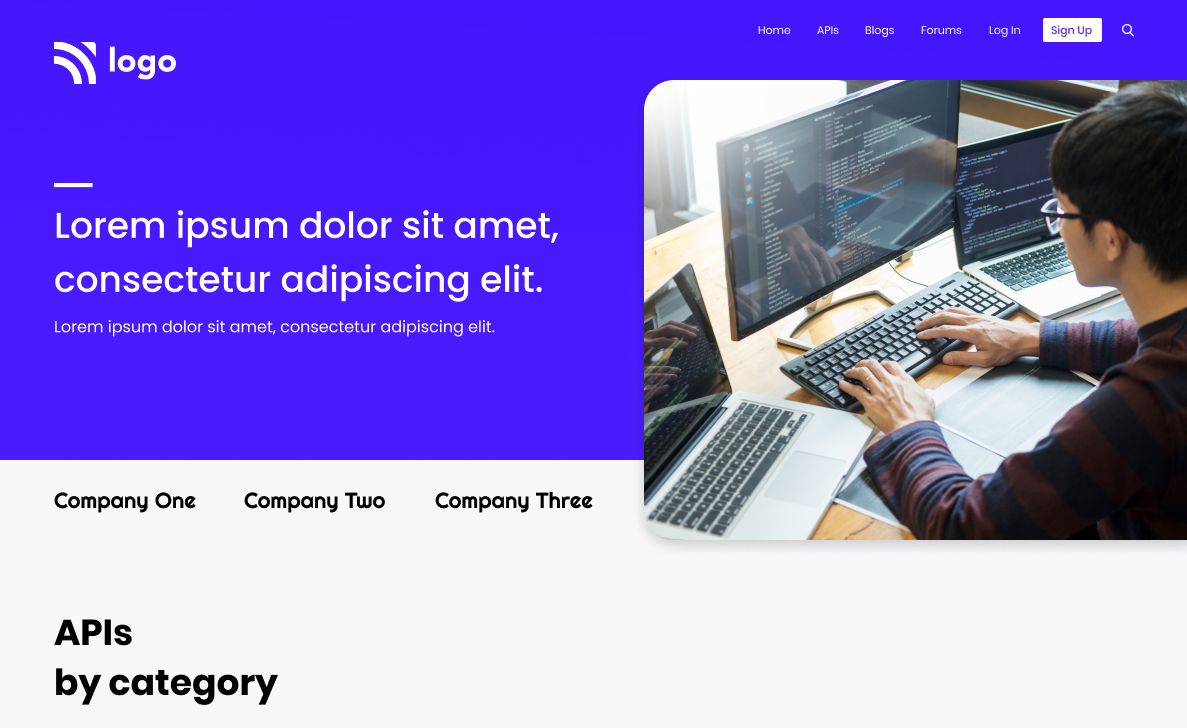 Home APIs Blogs Forums Log In Sign Up
logo
Lorem ipsum dolor sit amet,
consectetur adipiscing elit.
Lorem ipsum dolor sit amet, consectetur adipiscing elit.
Company One Company Two Company Three
APIs
by category